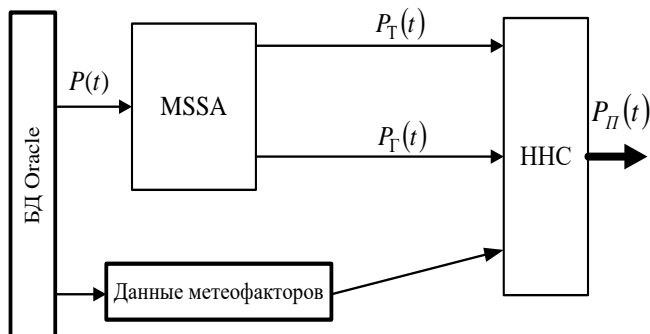 БД Oracle
P(t)
MSSA
P_Т(t)
P_Г(t)
ННС
P_П(t)
Данные метеофакторов